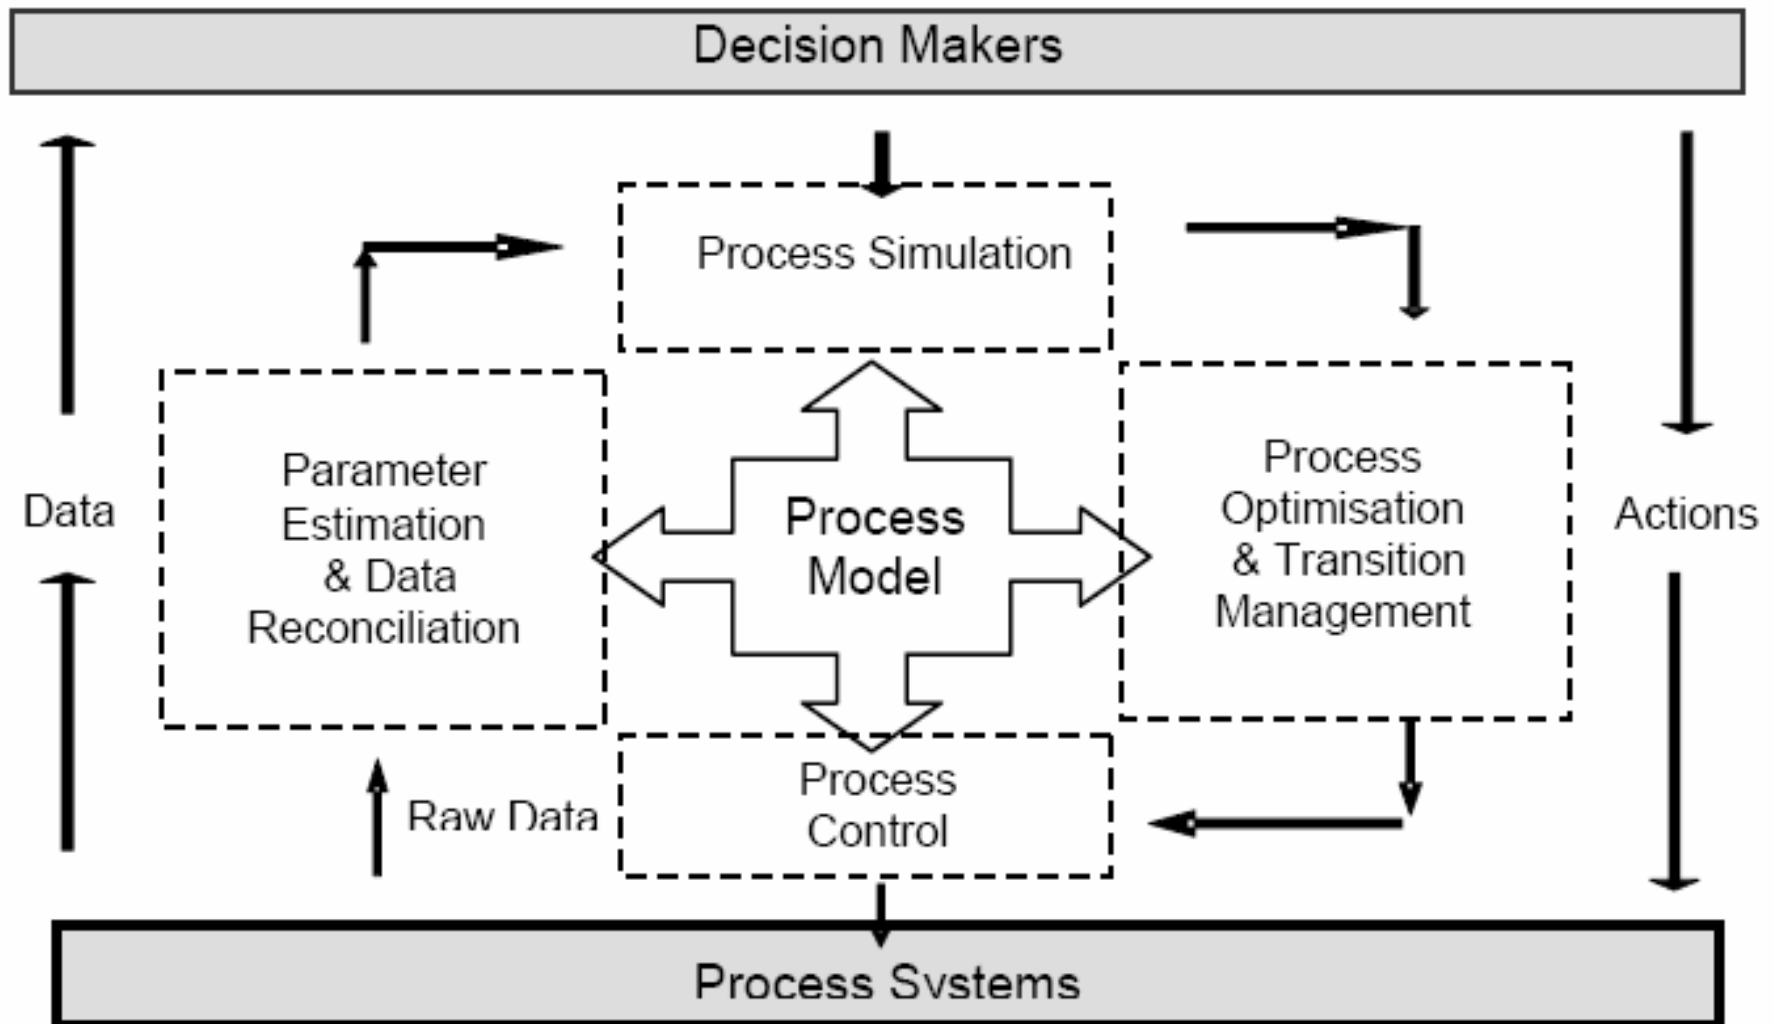 Decision Makers
Process Simulation
Parameter
Estimation
& Data
Reconciliation
Process
Model
Process
Optimisation
& Transition
Management
Data
Actions
Raw Data
Process
Control
Process Systems